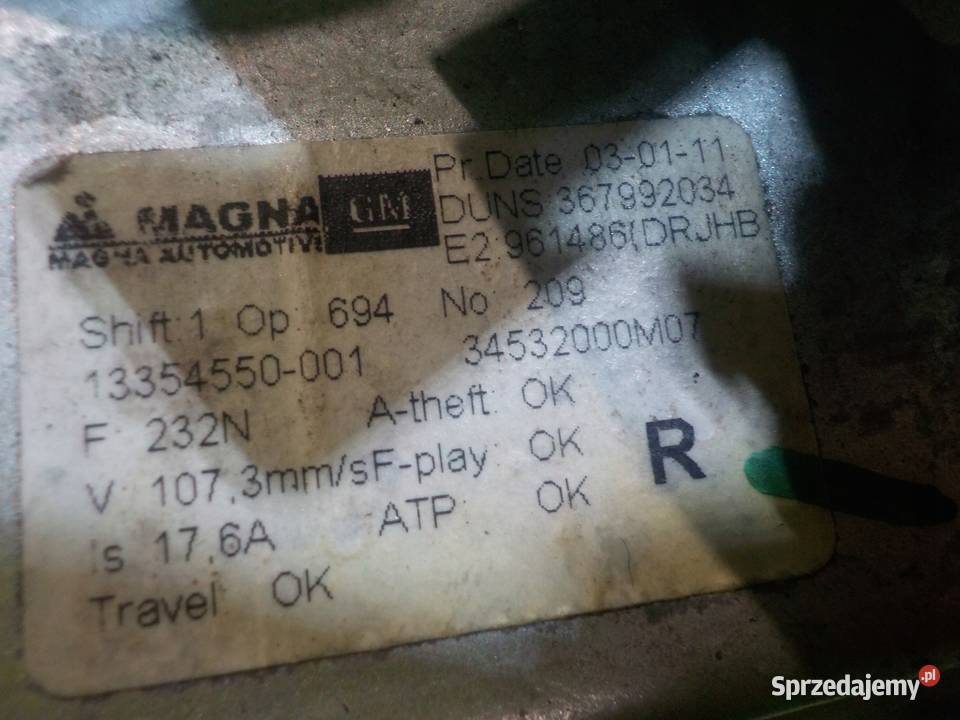 MAGNA
MAGNA AUTOMOTIVE
GM
Pr.Date 03-01-11
DUNS 367992034
E2:961486(DRJHB
Shift:1 Op: 694 No: 209
13354550-001 34532000M07
F: 232N A-theft: OK
V: 107,3mm/sF-play: OK
Is 17,6A ATP: OK
Travel: OK
R
Sprzedajemy.pl